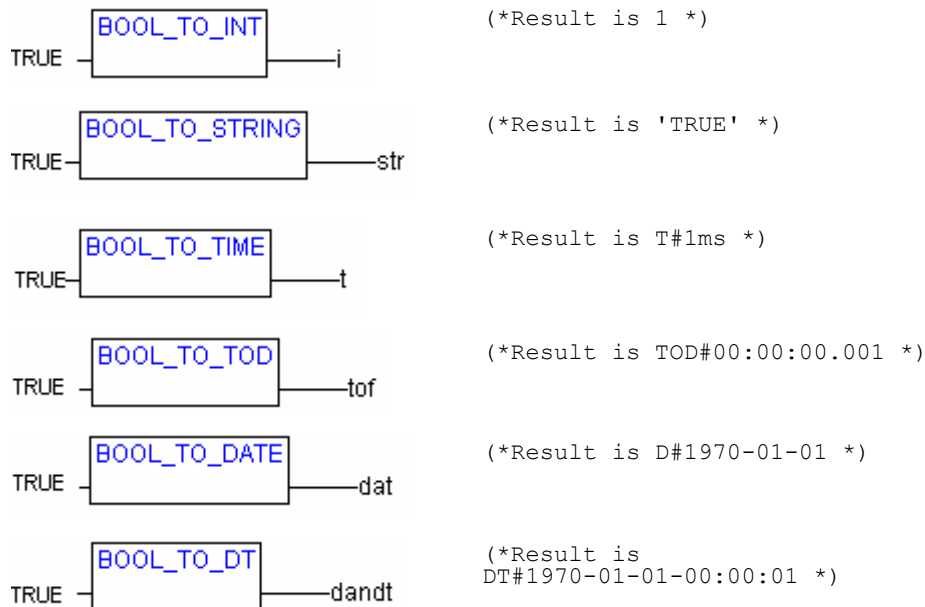 BOOL_TO_INT (*Result is 1 *)
TRUE i
BOOL_TO_STRING (*Result is 'TRUE' *)
TRUE str
BOOL_TO_TIME (*Result is T#1ms *)
TRUE t
BOOL_TO_TOD (*Result is TOD#00:00:00.001 *)
TRUE tof
BOOL_TO_DATE (*Result is D#1970-01-01 *)
TRUE dat
BOOL_TO_DT (*Result is
DT#1970-01-01-00:00:01 *)
TRUE dandt